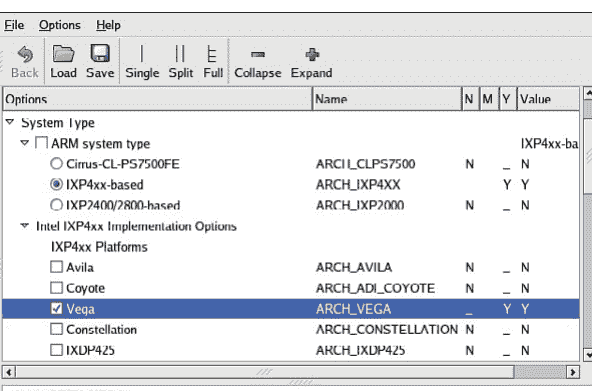 File Options Help
Back Load Save Single Split Full Collapse Expand
Options Name N M Y Value
System Type
ARM system type IXP4xx-ba
Cirrus-CL-PS7500FE ARCH_CLPS7500 N _ N
IXP4xx-based ARCH_IXP4XX Y Y
IXP2400/2800-based ARCH_IXP2000 N _ N
Intel IXP4xx Implementation Options
IXP4xx Platforms
Avila ARCH_AVILA N _ N
Coyote ARCH_ADI_COYOTE N _ N
Vega ARCH_VEGA _ Y Y
Constellation ARCH_CONSTELLATION N _ N
IXDP425 ARCH_IXDP425 N _ N